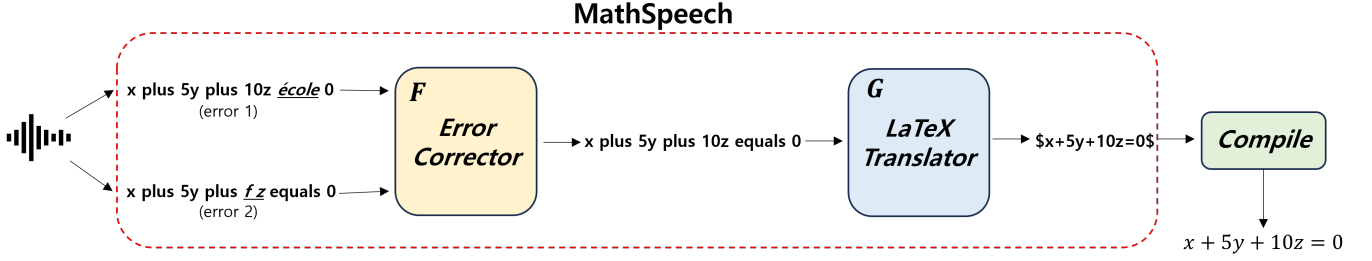 MathSpeech
x plus 5y plus 10z école 0
(error 1)
x plus 5y plus f z equals 0
(error 2)
F
Error
Corrector
x plus 5y plus 10z equals 0
G
LaTeX
Translator
$x+5y+10z=0$
Compile
x + 5y + 10z = 0